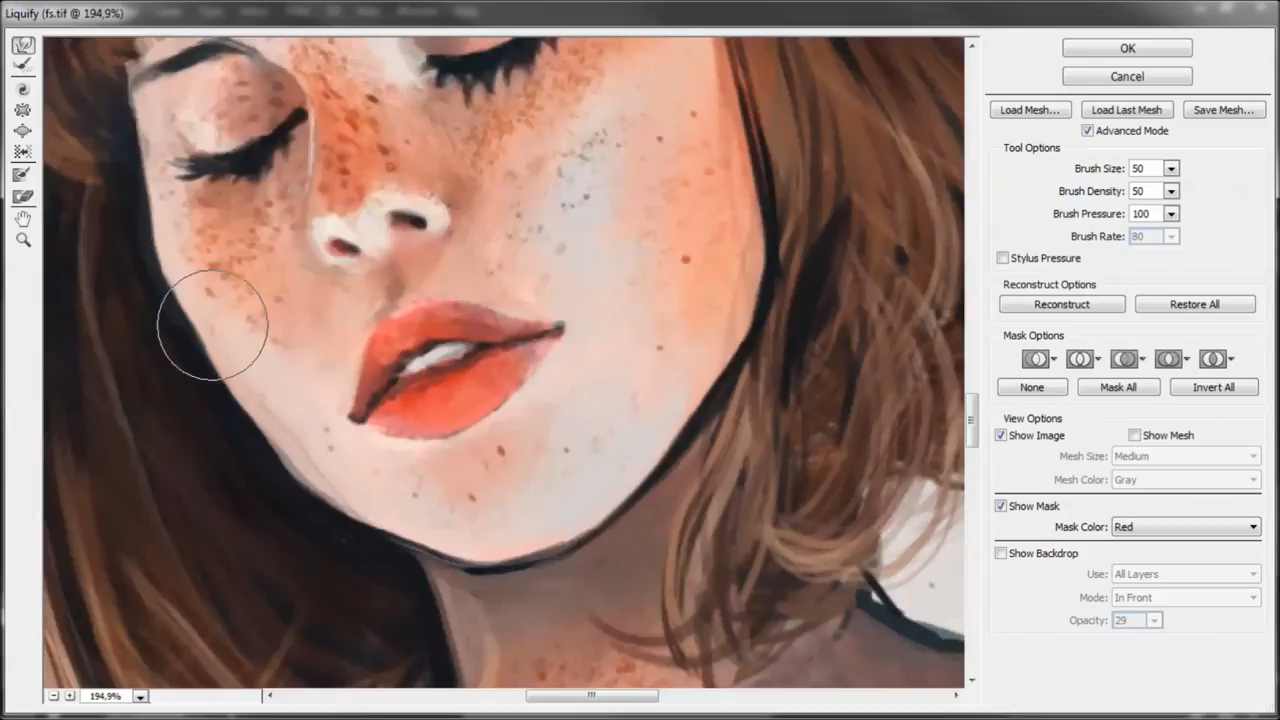 Liquify (fs.tif @ 194,9%)
OK
Cancel
Load Mesh...
Load Last Mesh
Save Mesh...
Advanced Mode
Tool Options
Brush Size: 50
Brush Density: 50
Brush Pressure: 100
Brush Rate: 80
Stylus Pressure
Reconstruct Options
Reconstruct
Restore All
Mask Options
None
Mask All
Invert All
View Options
Show Image
Show Mesh
Mesh Size: Medium
Mesh Color: Gray
Show Mask
Mask Color: Red
Show Backdrop
Use: All Layers
Mode: In Front
Opacity: 29
194,9%